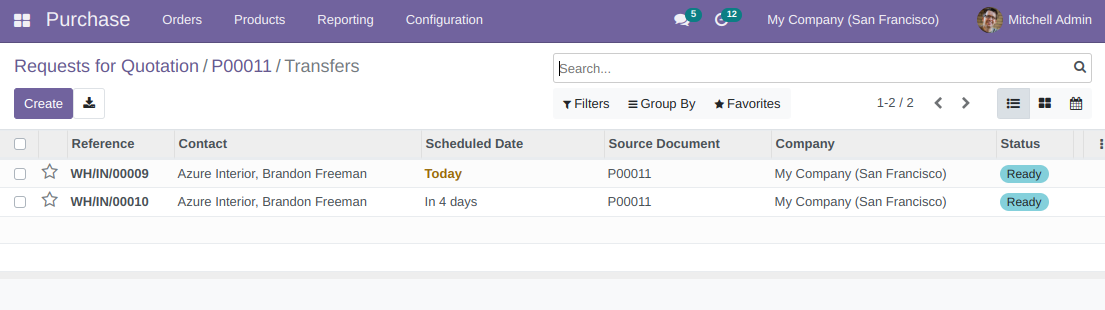 Purchase Orders Products Reporting Configuration 5 12 My Company (San Francisco) Mitchell Admin
Requests for Quotation / P00011 / Transfers
Search...
Create
Filters Group By Favorites 1-2 / 2
Reference Contact Scheduled Date Source Document Company Status
WH/IN/00009 Azure Interior, Brandon Freeman Today P00011 My Company (San Francisco) Ready
WH/IN/00010 Azure Interior, Brandon Freeman In 4 days P00011 My Company (San Francisco) Ready